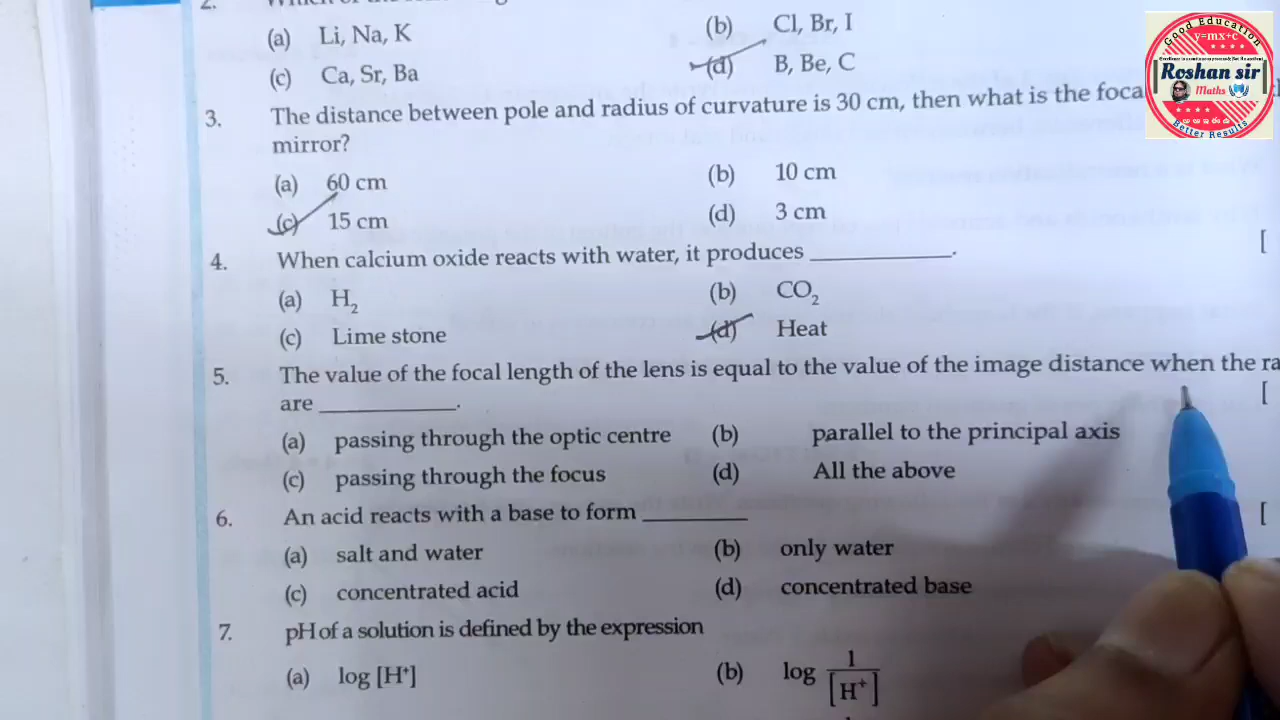 2.
(a) Li, Na, K (b) Cl, Br, I
(c) Ca, Sr, Ba (d) B, Be, C
3. The distance between pole and radius of curvature is 30 cm, then what is the foca
mirror?
(a) 60 cm (b) 10 cm
(c) 15 cm (d) 3 cm
4. When calcium oxide reacts with water, it produces ____________. [
(a) H₂ (b) CO₂
(c) Lime stone (d) Heat
5. The value of the focal length of the lens is equal to the value of the image distance when the ra
are ____________. [
(a) passing through the optic centre (b) parallel to the principal axis
(c) passing through the focus (d) All the above
6. An acid reacts with a base to form _________ [
(a) salt and water (b) only water
(c) concentrated acid (d) concentrated base
7. pH of a solution is defined by the expression
(a) log [H⁺] (b) log 1/[H⁺]
Good Education
y=mx+c
Roshan sir
Maths
Better Results